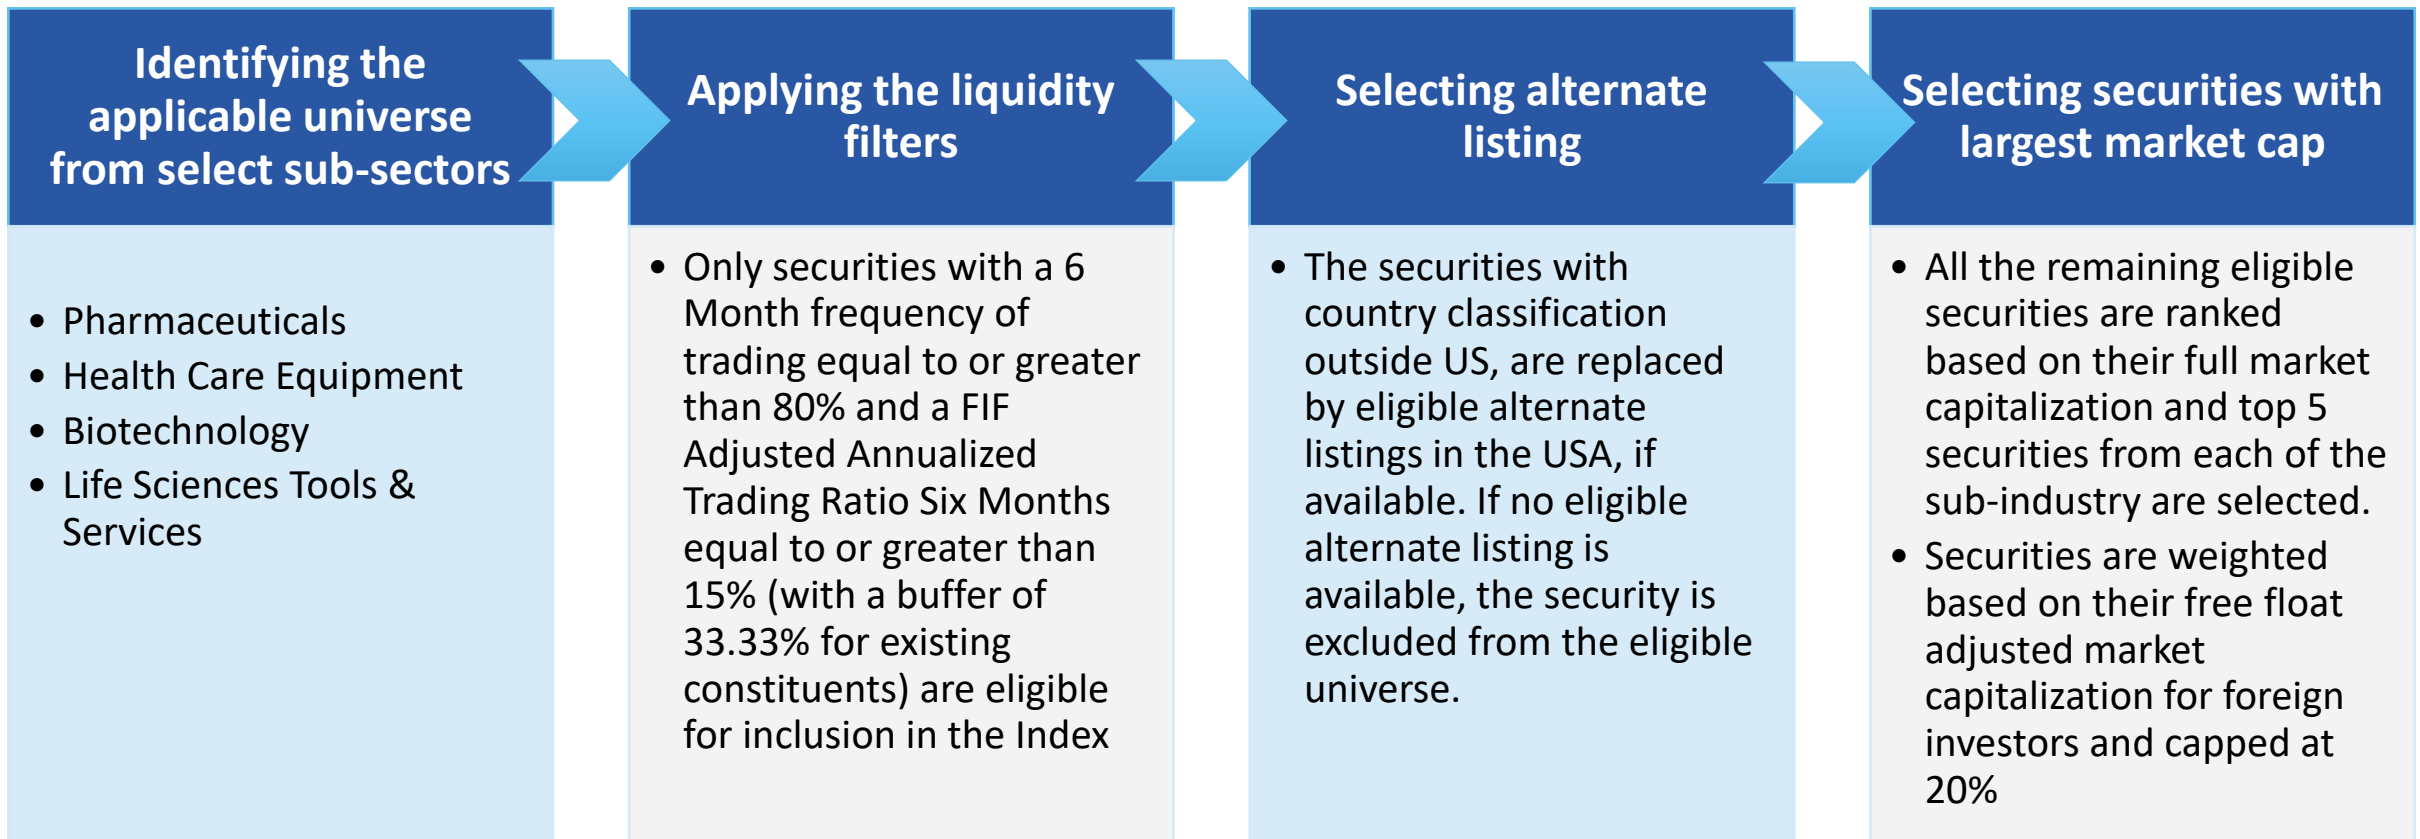 Identifying the
applicable universe
from select sub-sectors
• Pharmaceuticals
• Health Care Equipment
• Biotechnology
• Life Sciences Tools &
Services
Applying the liquidity
filters
• Only securities with a 6
Month frequency of
trading equal to or greater
than 80% and a FIF
Adjusted Annualized
Trading Ratio Six Months
equal to or greater than
15% (with a buffer of
33.33% for existing
constituents) are eligible
for inclusion in the Index
Selecting alternate
listing
• The securities with
country classification
outside US, are replaced
by eligible alternate
listings in the USA, if
available. If no eligible
alternate listing is
available, the security is
excluded from the eligible
universe.
Selecting securities with
largest market cap
• All the remaining eligible
securities are ranked
based on their full market
capitalization and top 5
securities from each of the
sub-industry are selected.
• Securities are weighted
based on their free float
adjusted market
capitalization for foreign
investors and capped at
20%